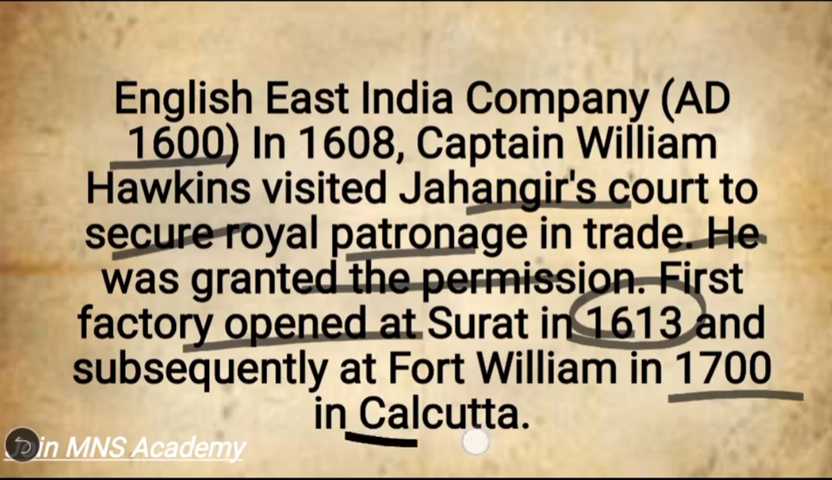 English East India Company (AD
1600) In 1608, Captain William
Hawkins visited Jahangir's court to
secure royal patronage in trade. He
was granted the permission. First
factory opened at Surat in 1613 and
subsequently at Fort William in 1700
in Calcutta.
in MNS Academy